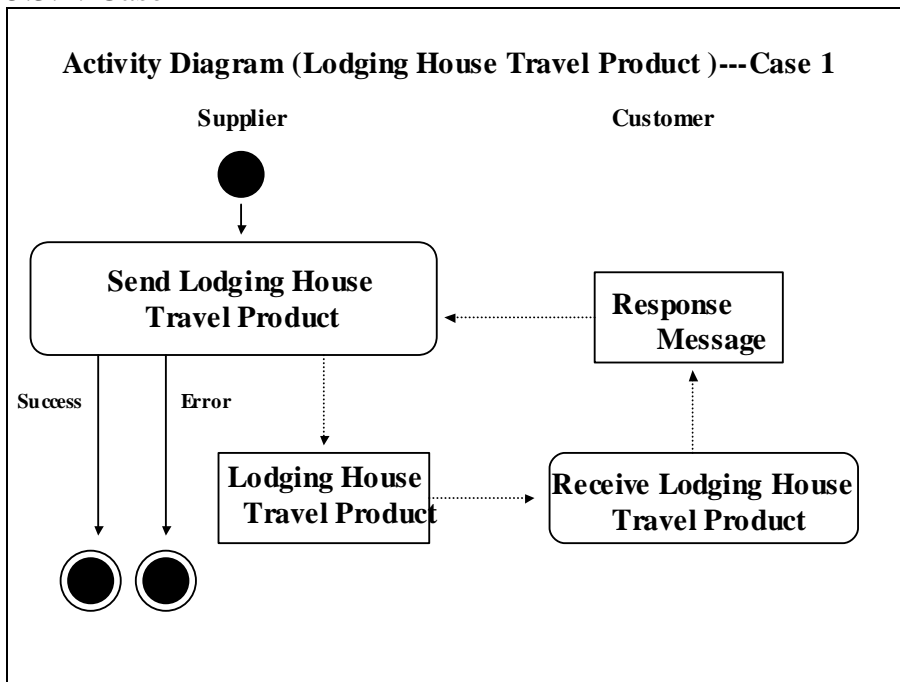 Activity Diagram (Lodging House Travel Product )---Case 1
Supplier
Customer
Send Lodging House
Travel Product
Response
Message
Success
Error
Lodging House
Travel Product
Receive Lodging House
Travel Product